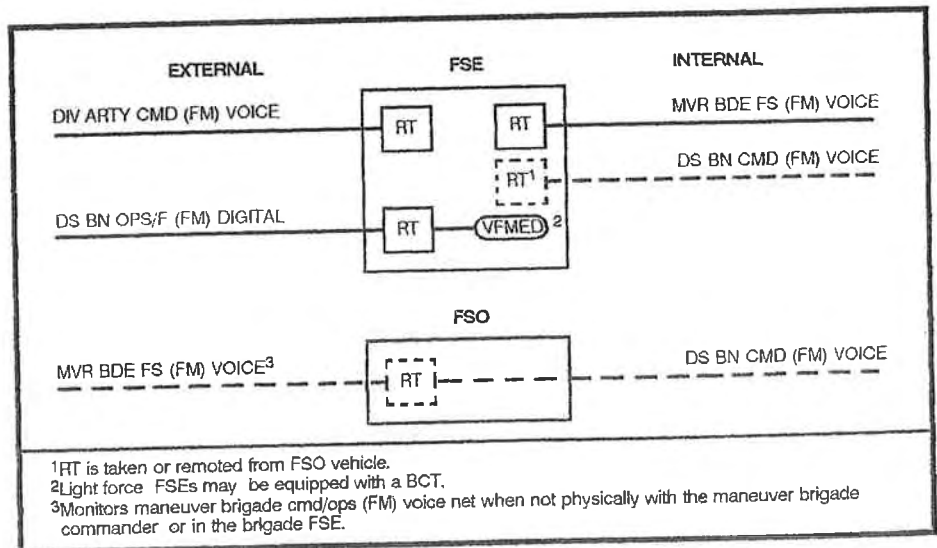 EXTERNAL
FSE
INTERNAL
DIV ARTY CMD (FM) VOICE
RT
RT
MVR BDE FS (FM) VOICE
RT¹
DS BN CMD (FM) VOICE
DS BN OPS/F (FM) DIGITAL
RT
VFMED
2
FSO
MVR BDE FS (FM) VOICE³
RT
DS BN CMD (FM) VOICE
¹RT is taken or remoted from FSO vehicle.
²Light force FSEs may be equipped with a BCT.
³Monitors maneuver brigade cmd/ops (FM) voice net when not physically with the maneuver brigade
commander or in the brigade FSE.